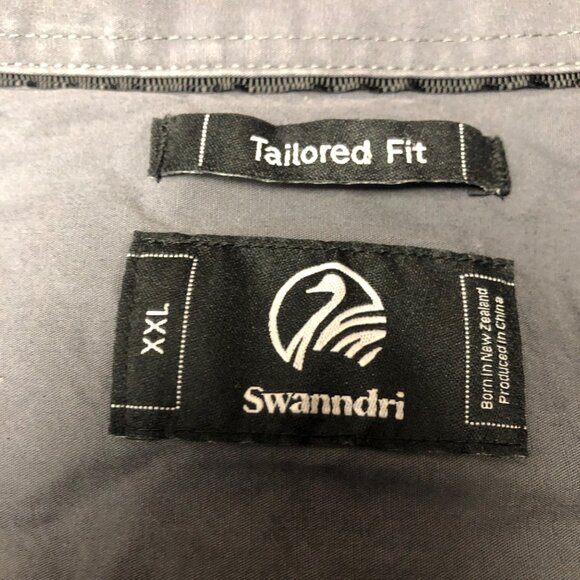 Tailored Fit
XXL
Swanndri
Born in New Zealand
Produced in China